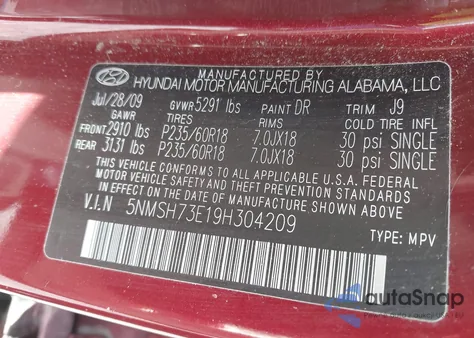 HYUNDAI MOTOR MANUFACTURING ALABAMA, LLC
Jul/28/09 GVWR 5291 lbs PAINT DR TRIM J9
GAWR TIRES RIMS COLD TIRE INFL
FRONT 2910 lbs P235/60R18 7.0JX18 30 psi SINGLE
REAR 3131 lbs P235/60R18 7.0JX18 30 psi SINGLE
THIS VEHICLE CONFORMS TO ALL APPLICABLE U.S.A. FEDERAL
MOTOR VEHICLE SAFETY AND THEFT PREVENTION STANDARDS
IN EFFECT ON THE DATE OF MANUFACTURE SHOWN ABOVE.
V.I.N 5NMSH73E19H304209
TYPE: MPV
autoSnap